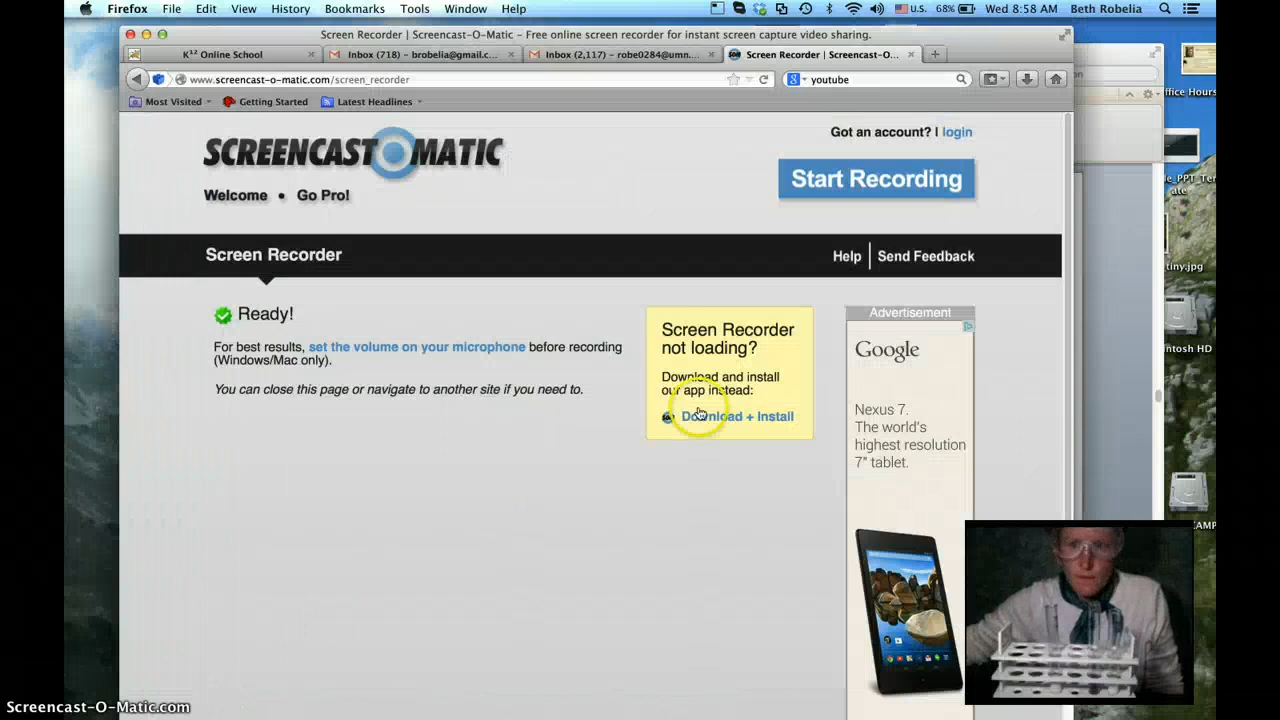 Firefox File Edit View History Bookmarks Tools Window Help U.S. 68% Wed 8:58 AM Beth Robelia
Screen Recorder | Screencast-O-Matic - Free online screen recorder for instant screen capture video sharing.
K¹² Online School Inbox (718) - brobelia@gmail.c... Inbox (2,117) - robe0284@umn.... Screen Recorder | Screencast-O...
www.screencast-o-matic.com/screen_recorder youtube
Most Visited Getting Started Latest Headlines
ffice Hours
SCREENCAST O MATIC
Got an account? | login
Start Recording
Welcome • Go Pro!
le_PPT_Te
ate
Screen Recorder
Help | Send Feedback
tiny.jpg
Ready!
For best results, set the volume on your microphone before recording
(Windows/Mac only).
You can close this page or navigate to another site if you need to.
Screen Recorder
not loading?
Download and install
our app instead:
Download + Install
Advertisement
Google
Nexus 7.
The world's
highest resolution
7" tablet.
intosh HD
CAMP
Screencast-O-Matic.com